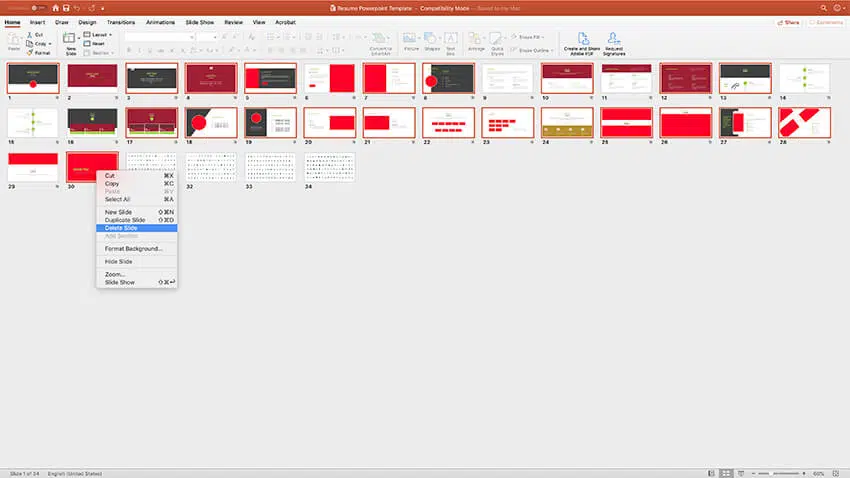 Resume Powerpoint Template - Compatibility Mode — Saved to my Mac
Home Insert Draw Design Transitions Animations Slide Show Review View Acrobat
Share Comments
Paste
Cut
Copy
Format
New Slide
Layout
Reset
Section
Convert to SmartArt
Picture Shapes Text Box
Arrange Quick Styles
Shape Fill
Shape Outline
Create and Share Adobe PDF
Request Signatures
1 2 3 4 5 6 7 8 9 10 11 12 13 14
15 16 17 18 19 20 21 22 23 24 25 26 27 28
29 30 32 33 34
Cut ⌘X
Copy ⌘C
Paste ⌘V
Select All ⌘A
New Slide ⇧⌘N
Duplicate Slide ⇧⌘D
Delete Slide
Add Section
Format Background...
Hide Slide
Zoom...
Slide Show ⇧⌘↩
Slide 1 of 34 English (United States)
60%